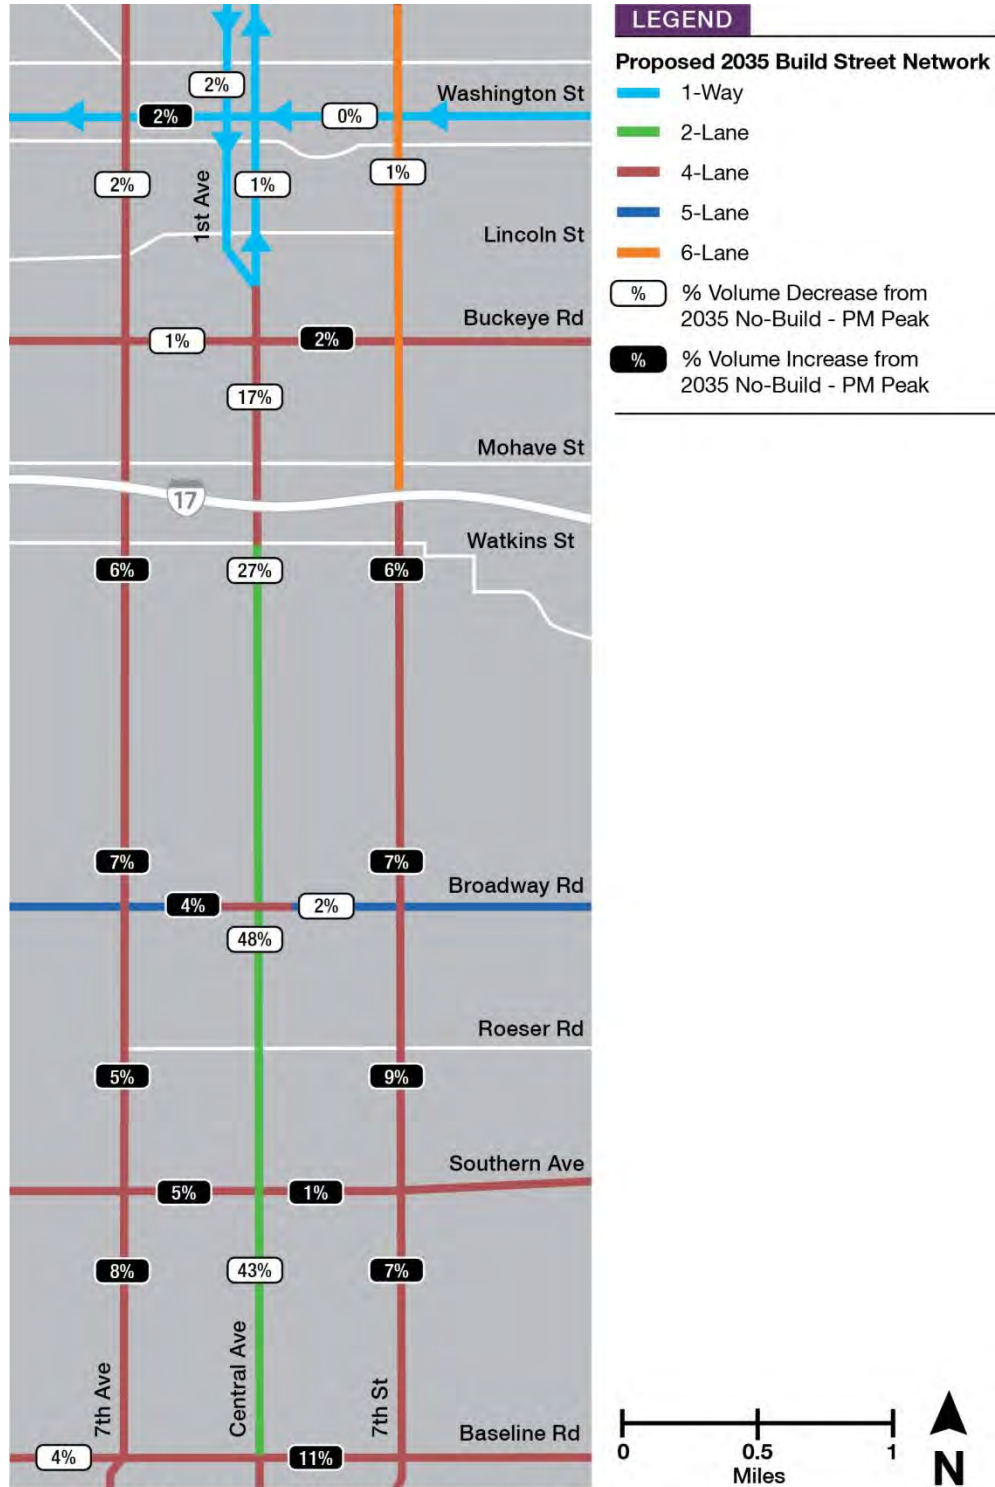 2%
Washington St
2%
0%
2%
1st Ave
1%
1%
Lincoln St
Buckeye Rd
1%
2%
17%
Mohave St
17
Watkins St
6%
27%
6%
7%
7%
Broadway Rd
4%
2%
48%
Roeser Rd
5%
9%
Southern Ave
5%
1%
8%
43%
7%
7th Ave
Central Ave
7th St
Baseline Rd
4%
11%
LEGEND
Proposed 2035 Build Street Network
1-Way
2-Lane
4-Lane
5-Lane
6-Lane
% % Volume Decrease from
2035 No-Build - PM Peak
% % Volume Increase from
2035 No-Build - PM Peak
0 0.5 1
Miles
N